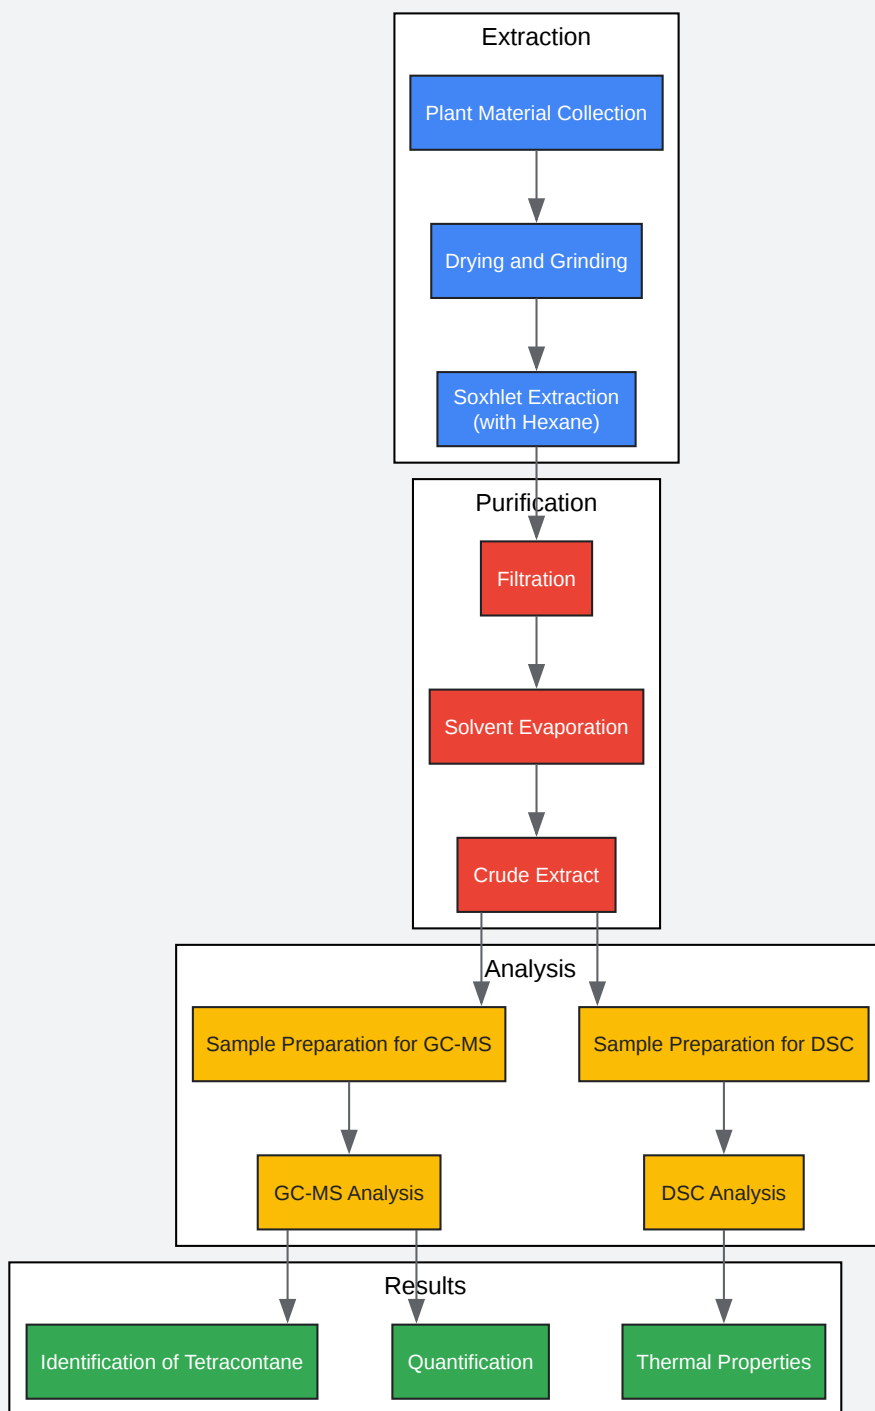 Extraction
Plant Material Collection
Drying and Grinding
Soxhlet Extraction
(with Hexane)
Purification
Filtration
Solvent Evaporation
Crude Extract
Analysis
Sample Preparation for GC-MS
Sample Preparation for DSC
GC-MS Analysis
DSC Analysis
Results
Identification of Tetracontane
Quantification
Thermal Properties